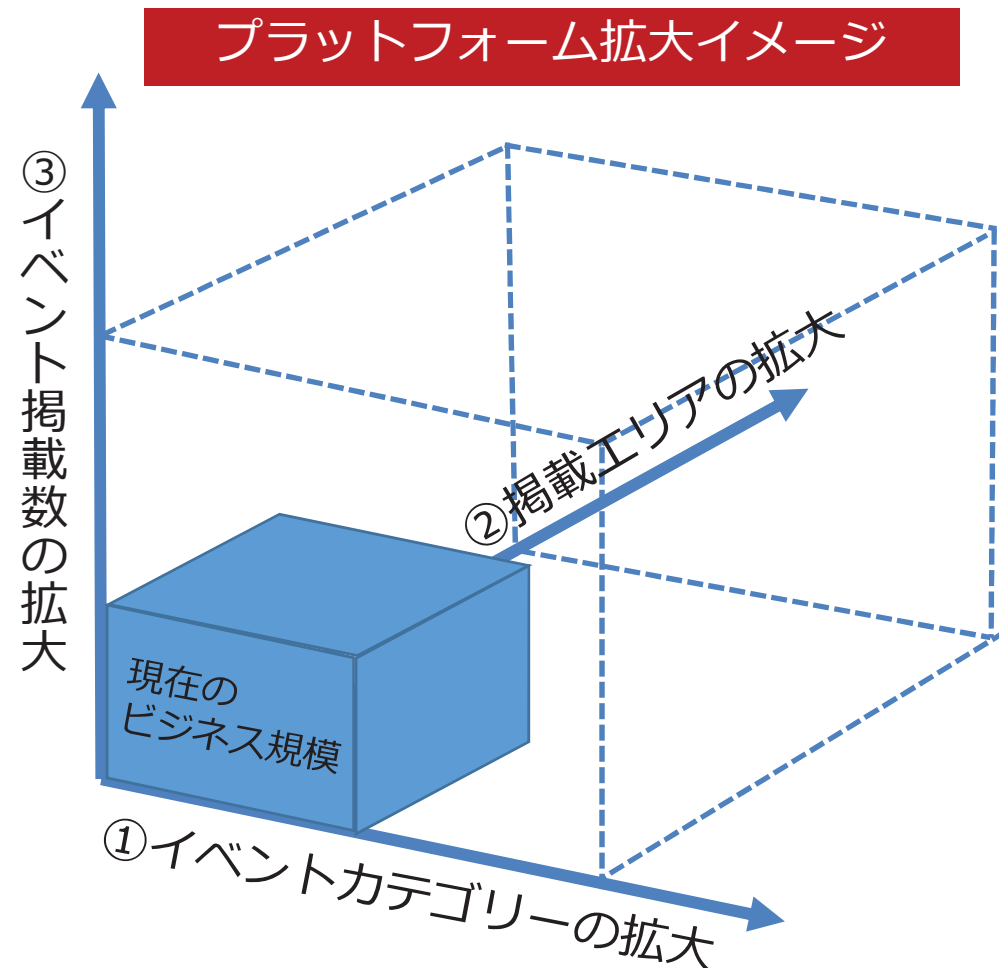 プラットフォーム拡大イメージ
③イベント掲載数の拡大
②掲載エリアの拡大
現在の
ビジネス規模
①イベントカテゴリーの拡大